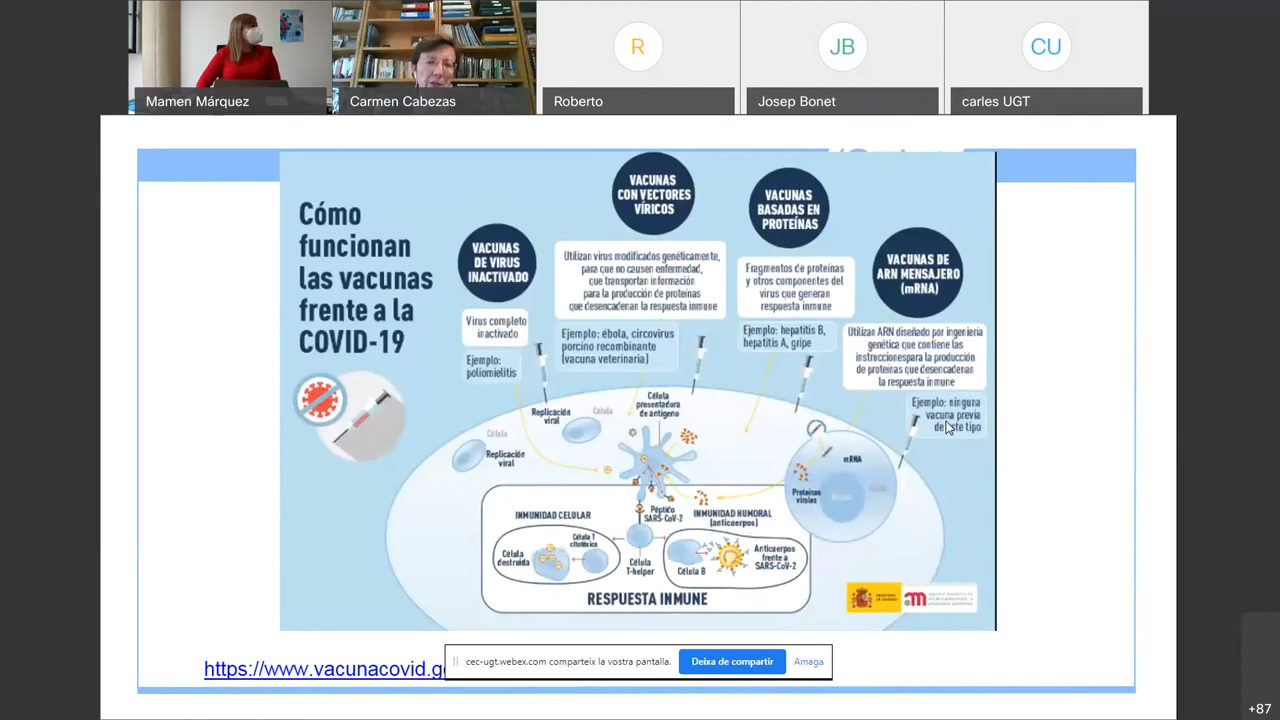 Mamen Márquez
Carmen Cabezas
R
Roberto
JB
Josep Bonet
CU
carles UGT
Cómo
funcionan
las vacunas
frente a la
COVID-19
VACUNAS
DE VIRUS
INACTIVADO
Virus completo
inactivado
Ejemplo:
poliomielitis
VACUNAS
CON VECTORES
VÍRICOS
Utilizan virus modificados genéticamente,
para que no causen enfermedad,
que transportan información
para la producción de proteínas
que desencadenan la respuesta inmune
Ejemplo: ébola, circovirus
porcino recombinante
(vacuna veterinaria)
VACUNAS
BASADAS EN
PROTEÍNAS
Fragmentos de proteínas
y otros componentes del
virus que generan
respuesta inmune
Ejemplo: hepatitis B,
hepatitis A, gripe
VACUNAS DE
ARN MENSAJERO
(mRNA)
Utilizan ARN diseñado por ingeniería
genética que contiene las
instruccionespara la producción
de proteínas que desencadenan
la respuesta inmune
Ejemplo: ninguna
vacuna previa
de este tipo
Célula
presentadora
de antígeno
Replicación
viral
Célula
Célula
Replicación
viral
mRNA
Proteínas
virales
Péptido
SARS-CoV-2
INMUNIDAD CELULAR
INMUNIDAD HUMORAL
(anticuerpos)
Célula T
citotóxica
Célula
destruida
Célula
T-helper
Célula B
Anticuerpos
frente a
SARS-CoV-2
RESPUESTA INMUNE
https://www.vacunacovid.g
cec-ugt.webex.com comparteix la vostra pantalla.
Deixa de compartir
Amaga
+87